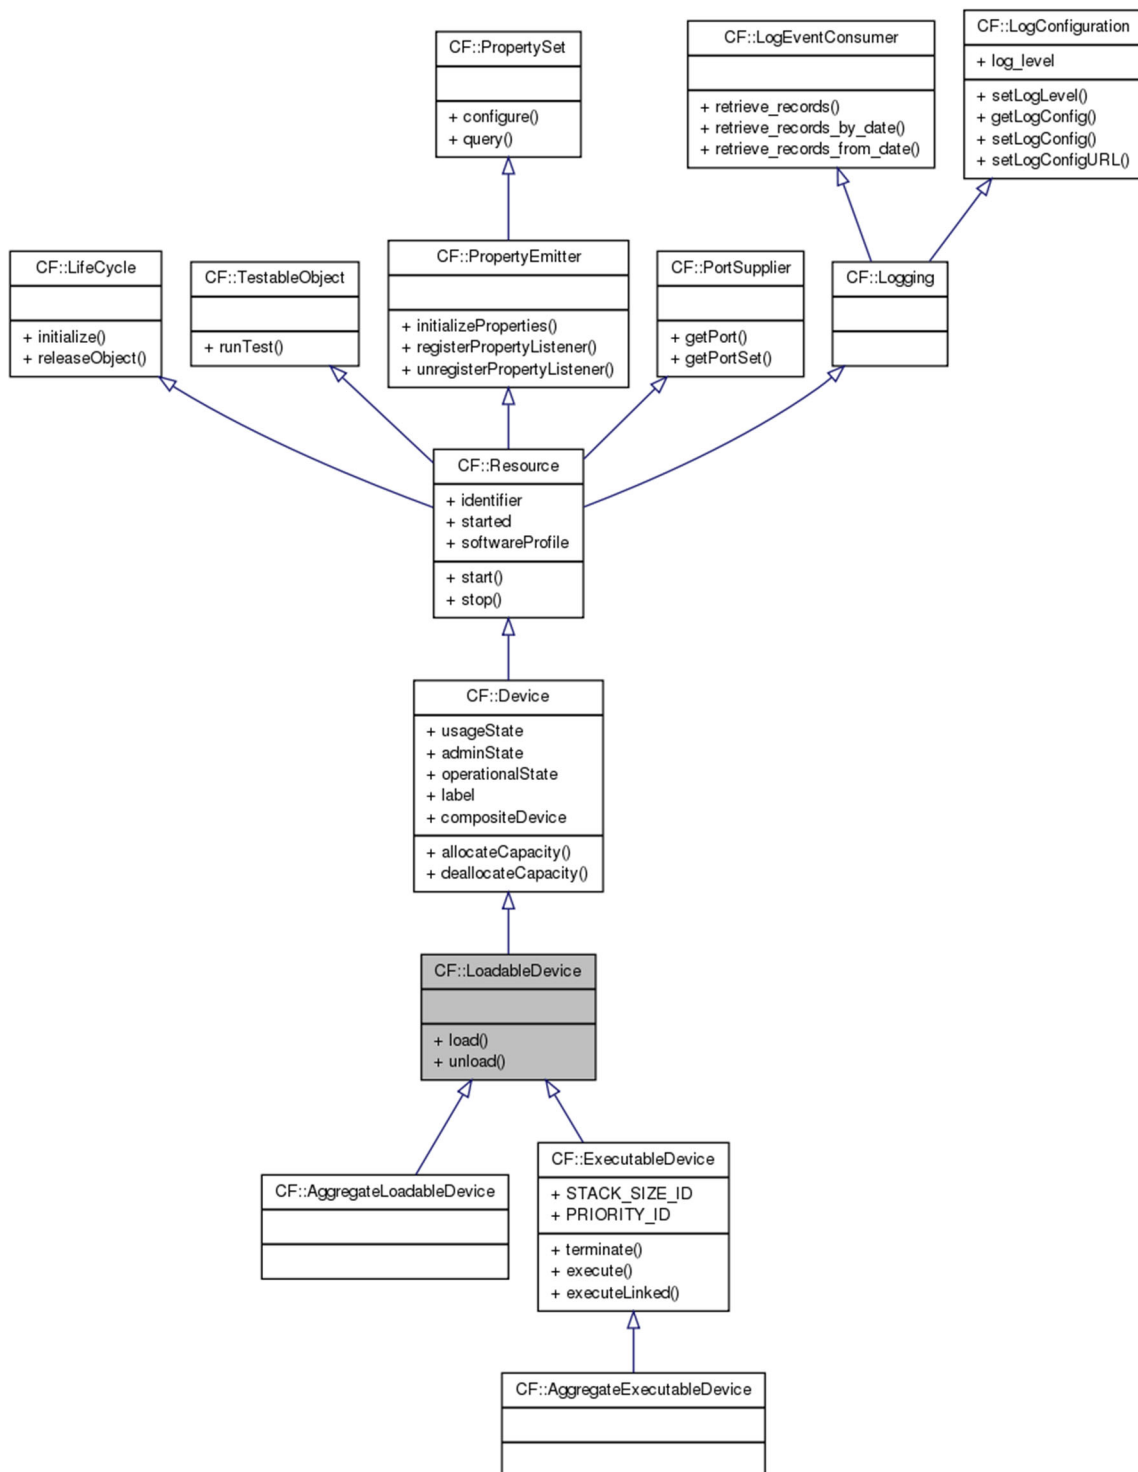 CF::PropertySet
+ configure()
+ query()
CF::LogEventConsumer
+ retrieve_records()
+ retrieve_records_by_date()
+ retrieve_records_from_date()
CF::LogConfiguration
+ log_level
+ setLogLevel()
+ getLogConfig()
+ setLogConfig()
+ setLogConfigURL()
CF::LifeCycle
+ initialize()
+ releaseObject()
CF::TestableObject
+ runTest()
CF::PropertyEmitter
+ initializeProperties()
+ registerPropertyListener()
+ unregisterPropertyListener()
CF::PortSupplier
+ getPort()
+ getPortSet()
CF::Logging
CF::Resource
+ identifier
+ started
+ softwareProfile
+ start()
+ stop()
CF::Device
+ usageState
+ adminState
+ operationalState
+ label
+ compositeDevice
+ allocateCapacity()
+ deallocateCapacity()
CF::LoadableDevice
+ load()
+ unload()
CF::AggregateLoadableDevice
CF::ExecutableDevice
+ STACK_SIZE_ID
+ PRIORITY_ID
+ terminate()
+ execute()
+ executeLinked()
CF::AggregateExecutableDevice